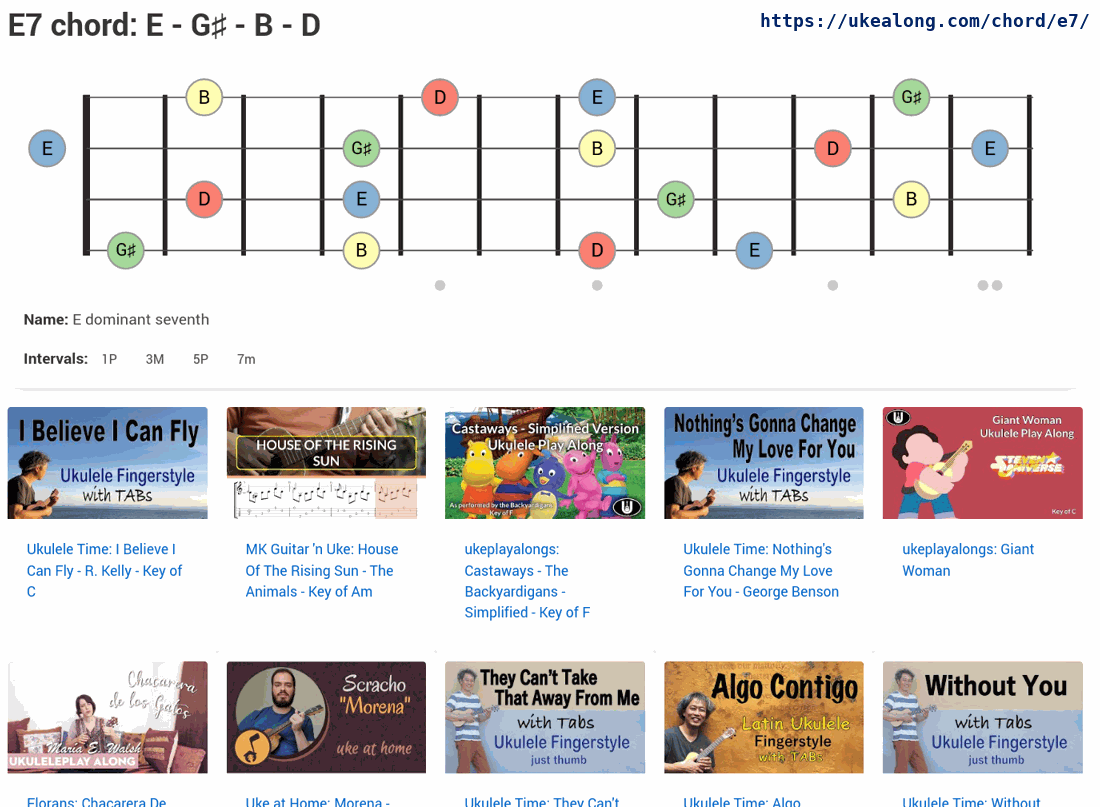 E7 chord: E - G♯ - B - D
https://ukealong.com/chord/e7/
B D E G♯
E G♯ B D E
D E G♯ B
G♯ B D E
Name: E dominant seventh
Intervals: 1P 3M 5P 7m
I Believe I Can Fly
Ukulele Fingerstyle
with TABs
HOUSE OF THE RISING
SUN
Castaways - Simplified Version
Ukulele Play Along
As performed by the Backyardigans
Key of F
Nothing's Gonna Change
My Love For You
Ukulele Fingerstyle
with TABs
Giant Woman
Ukulele Play Along
STEVEN
UNIVERSE
Key of C
Ukulele Time: I Believe I
Can Fly - R. Kelly - Key of
C
MK Guitar 'n Uke: House
Of The Rising Sun - The
Animals - Key of Am
ukeplayalongs:
Castaways - The
Backyardigans -
Simplified - Key of F
Ukulele Time: Nothing's
Gonna Change My Love
For You - George Benson
ukeplayalongs: Giant
Woman
Chacarera
de los Gatos
Maria E. Walsh
UKULELEPLAY ALONG
Scracho
"Morena"
uke at home
They Can't Take
That Away From Me
with Tabs
Ukulele Fingerstyle
just thumb
Algo Contigo
Latin Ukulele
Fingerstyle
with TABs
Without You
with Tabs
Ukulele Fingerstyle
just thumb
Florans: Chacarera De
Uke at Home: Morena -
Ukulele Time: They Can't
Ukulele Time: Algo
Ukulele Time: Without